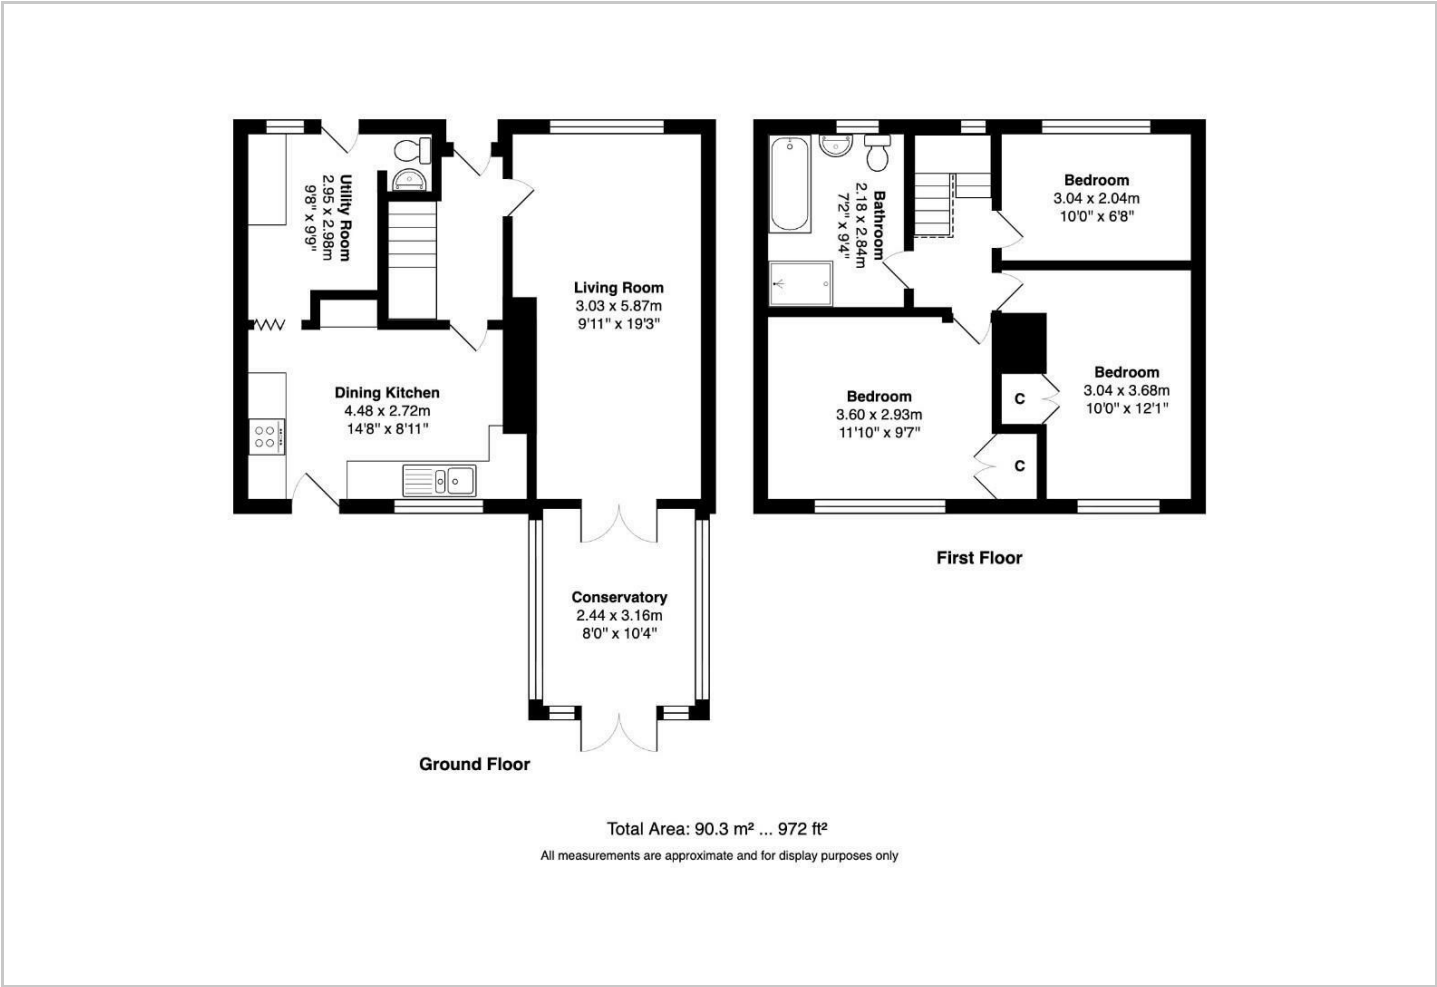 Utility Room
2.95 x 2.98m
9'8" x 9'9"
Living Room
3.03 x 5.87m
9'11" x 19'3"
Dining Kitchen
4.48 x 2.72m
14'8" x 8'11"
Conservatory
2.44 x 3.16m
8'0" x 10'4"
Ground Floor
Bathroom
2.18 x 2.84m
7'2" x 9'4"
Bedroom
3.04 x 2.04m
10'0" x 6'8"
Bedroom
3.60 x 2.93m
11'10" x 9'7"
Bedroom
3.04 x 3.68m
10'0" x 12'1"
C
C
First Floor
Total Area: 90.3 m² ... 972 ft²
All measurements are approximate and for display purposes only